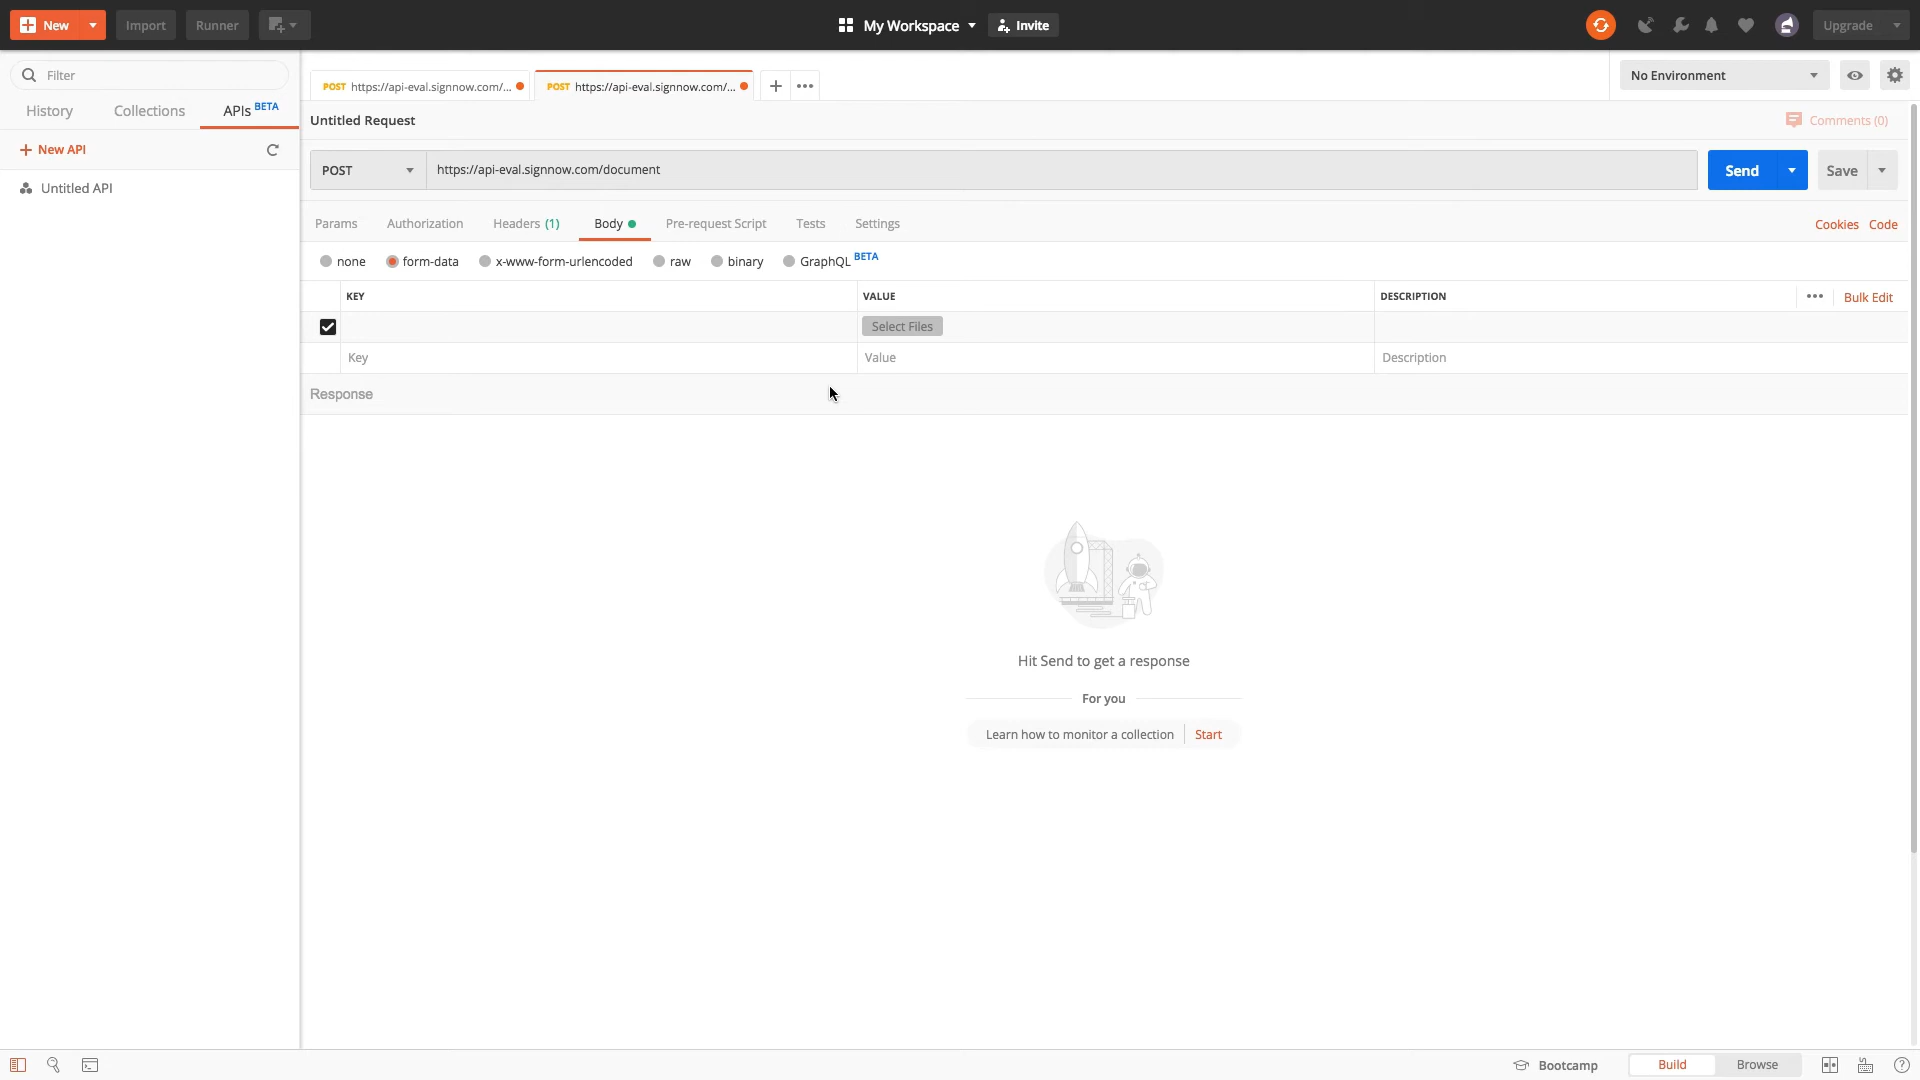 New
Import
Runner
My Workspace
Invite
Upgrade
Filter
History
Collections
APIs BETA
New API
Untitled API
POST https://api-eval.signnow.com/...
POST https://api-eval.signnow.com/...
No Environment
Untitled Request
Comments (0)
POST
https://api-eval.signnow.com/document
Send
Save
Params
Authorization
Headers (1)
Body
Pre-request Script
Tests
Settings
Cookies
Code
none
form-data
x-www-form-urlencoded
raw
binary
GraphQL BETA
KEY
VALUE
DESCRIPTION
Bulk Edit
Select Files
Key
Value
Description
Response
Hit Send to get a response
For you
Learn how to monitor a collection
Start
Bootcamp
Build
Browse